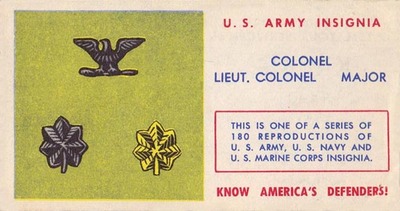 U. S. ARMY INSIGNIA
COLONEL
LIEUT. COLONEL MAJOR
THIS IS ONE OF A SERIES OF
180 REPRODUCTIONS OF
U. S. ARMY, U. S. NAVY AND
U. S. MARINE CORPS INSIGNIA.
KNOW AMERICA'S DEFENDERS!